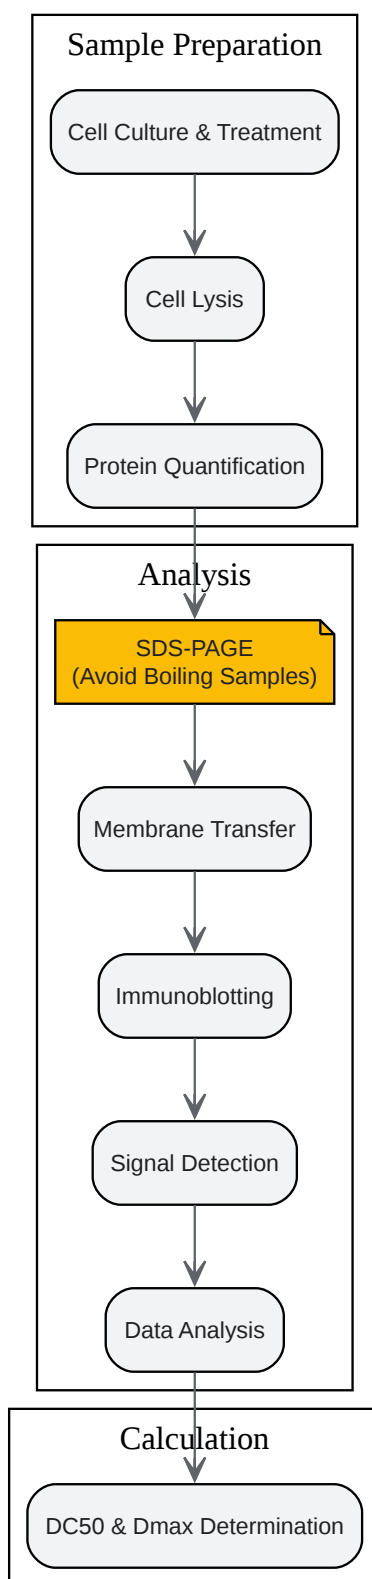 Sample Preparation
Cell Culture & Treatment
Cell Lysis
Protein Quantification
Analysis
SDS-PAGE
(Avoid Boiling Samples)
Membrane Transfer
Immunoblotting
Signal Detection
Data Analysis
Calculation
DC50 & Dmax Determination